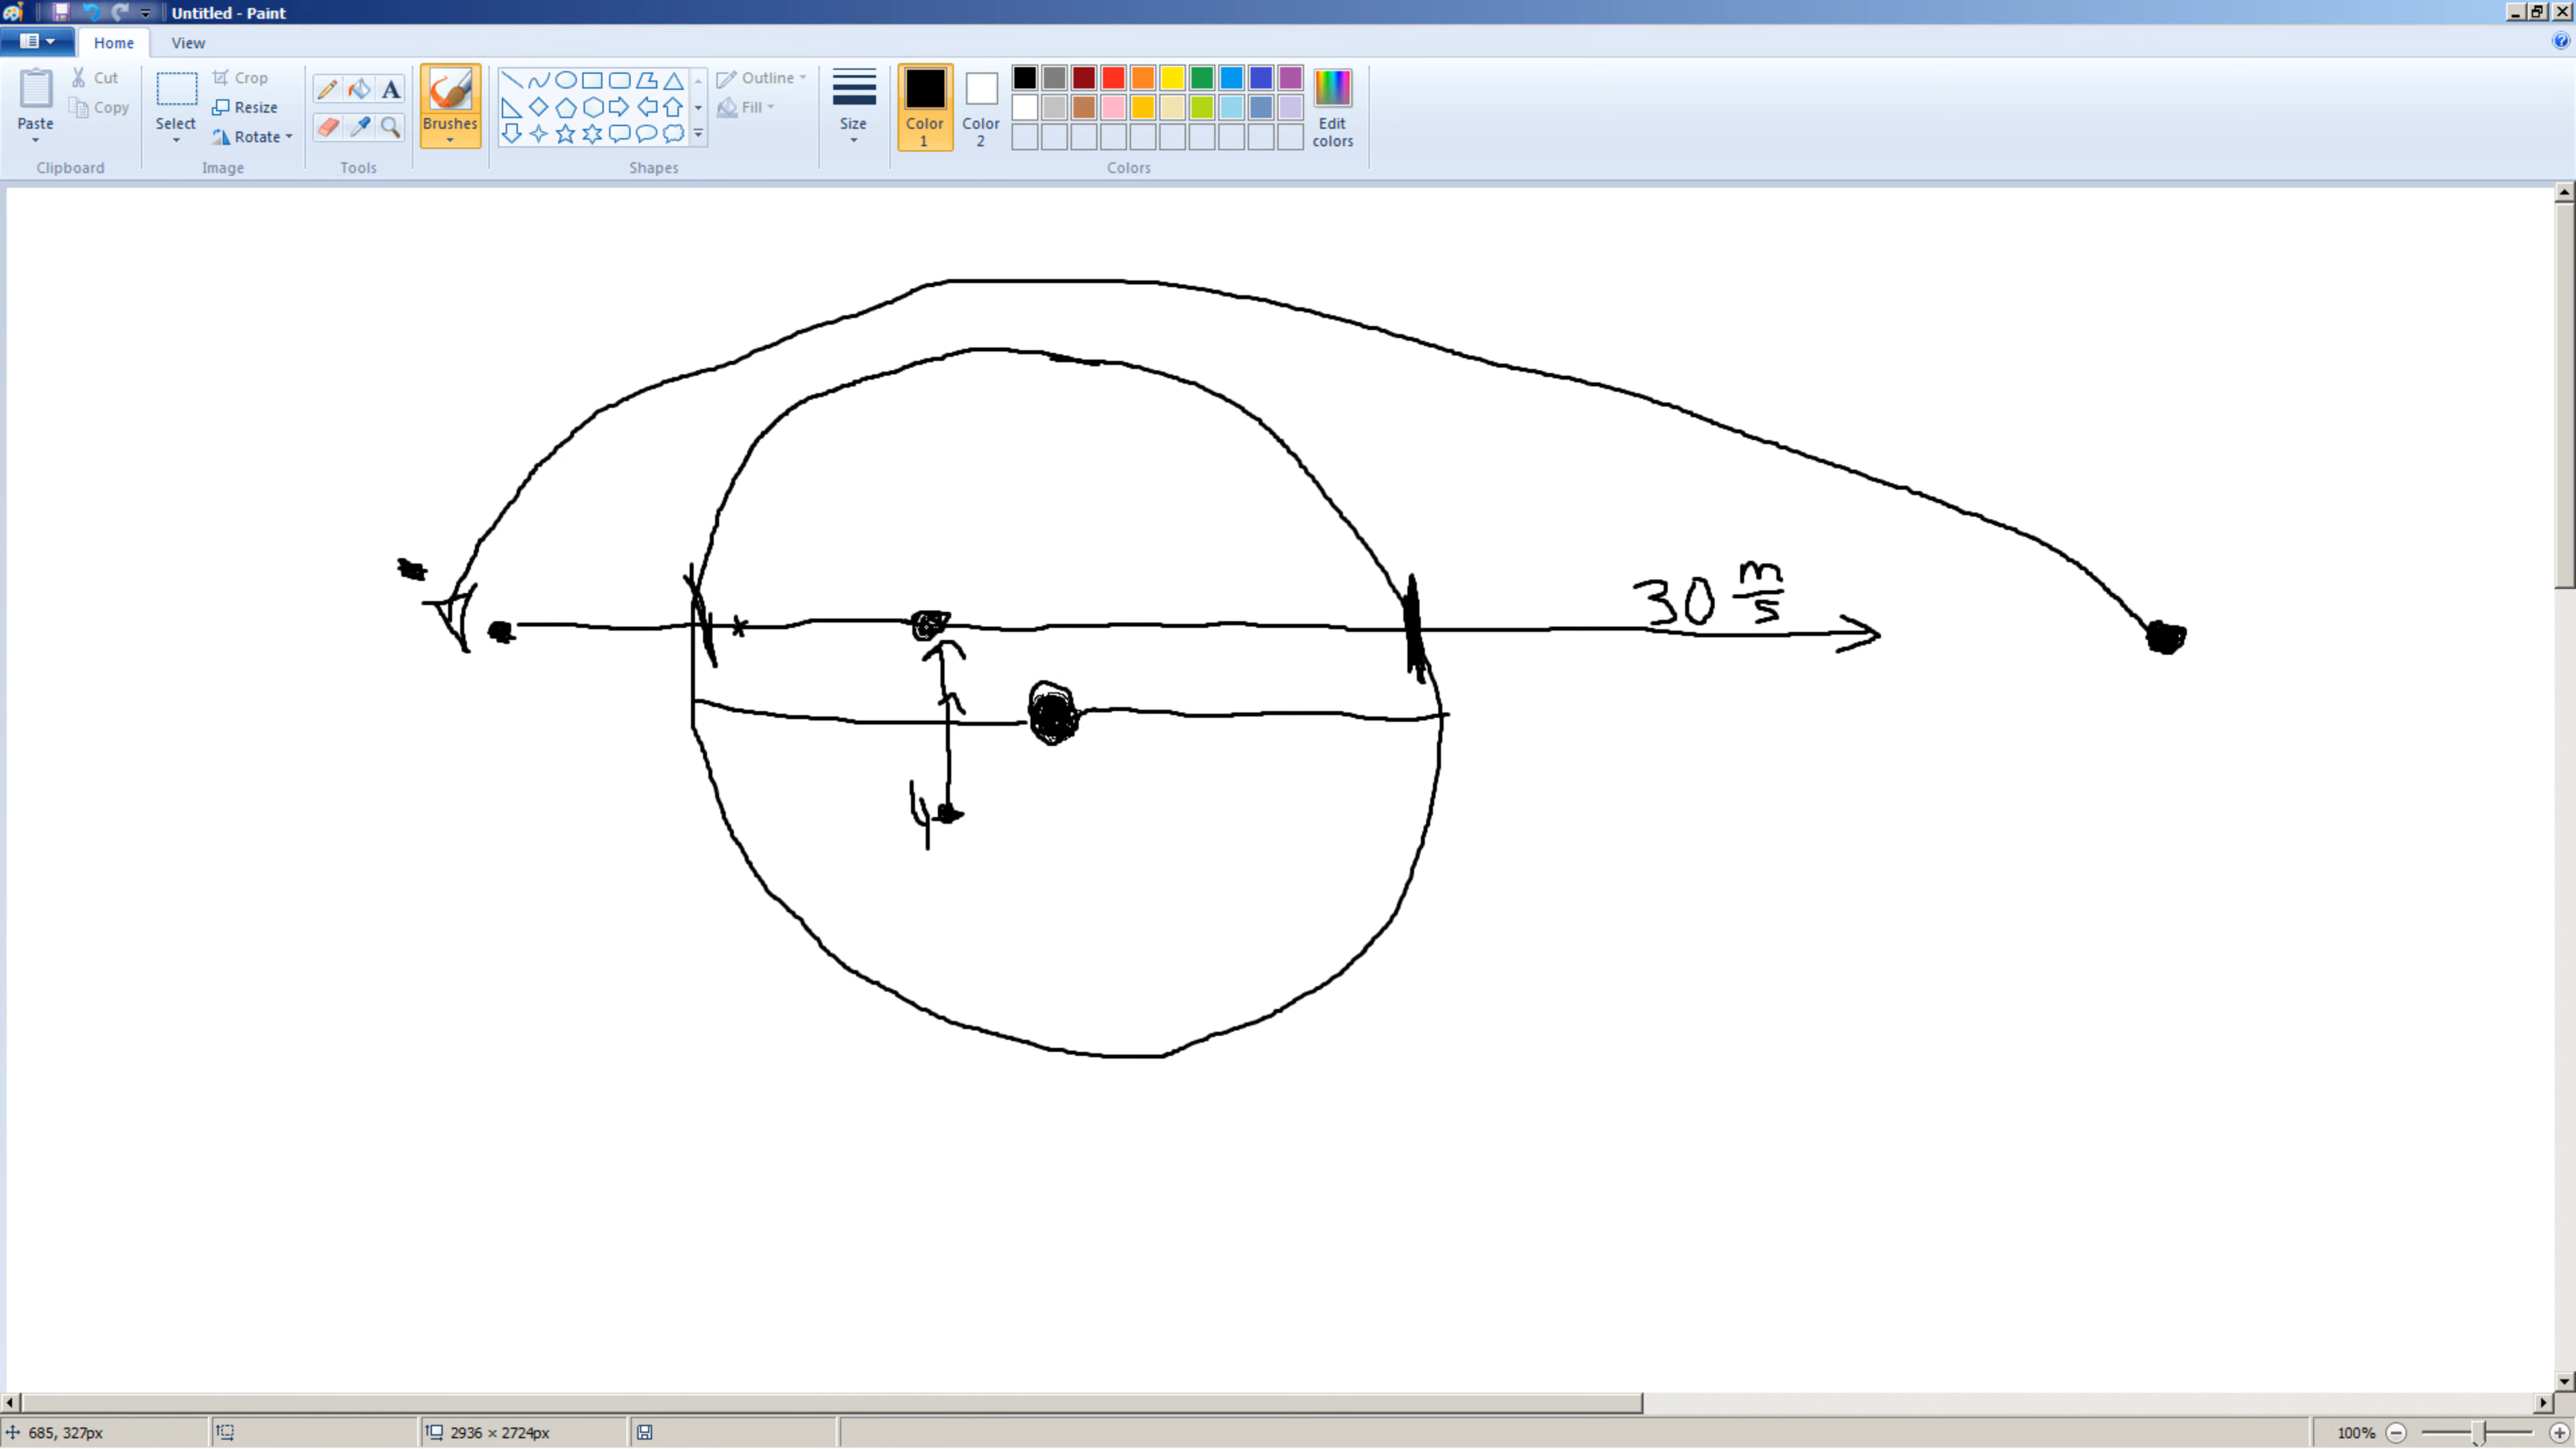 Untitled - Paint
Home View
Paste
Cut
Copy
Clipboard
Select
Crop
Resize
Rotate
Image
A
Tools
Brushes
Outline
Fill
Shapes
Size
Color 1
Color 2
Edit colors
Colors
30 m/s
y
685, 327px
2936 × 2724px
100%